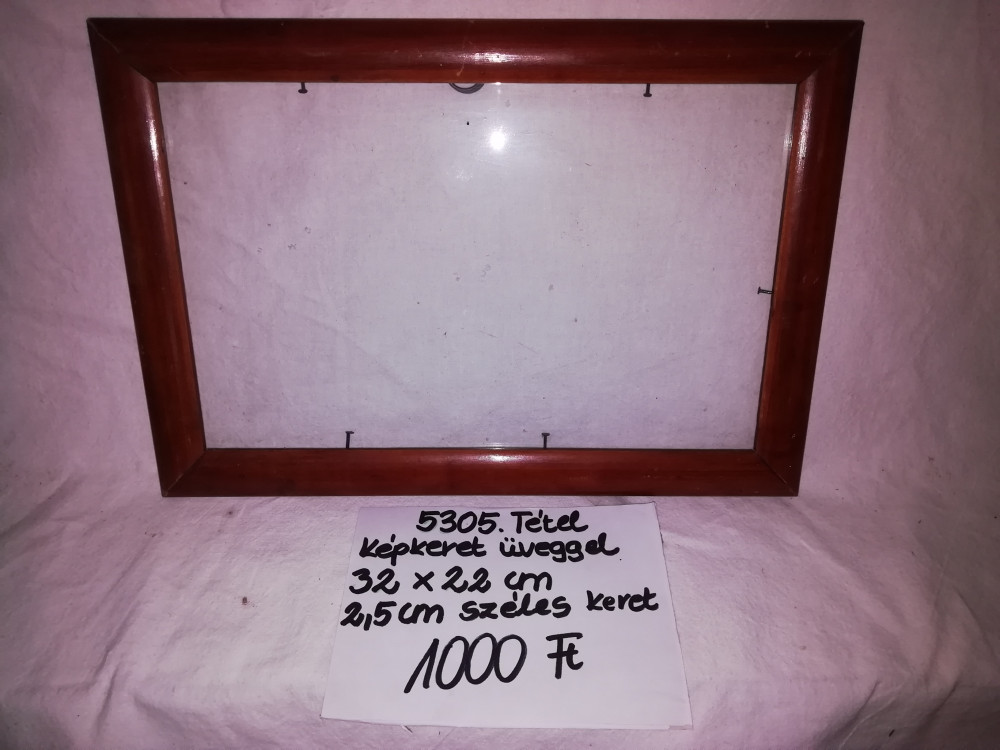 5305. Tétel
Képkeret üveggel
32 x 22 cm
2,5 cm széles keret
1000 Ft